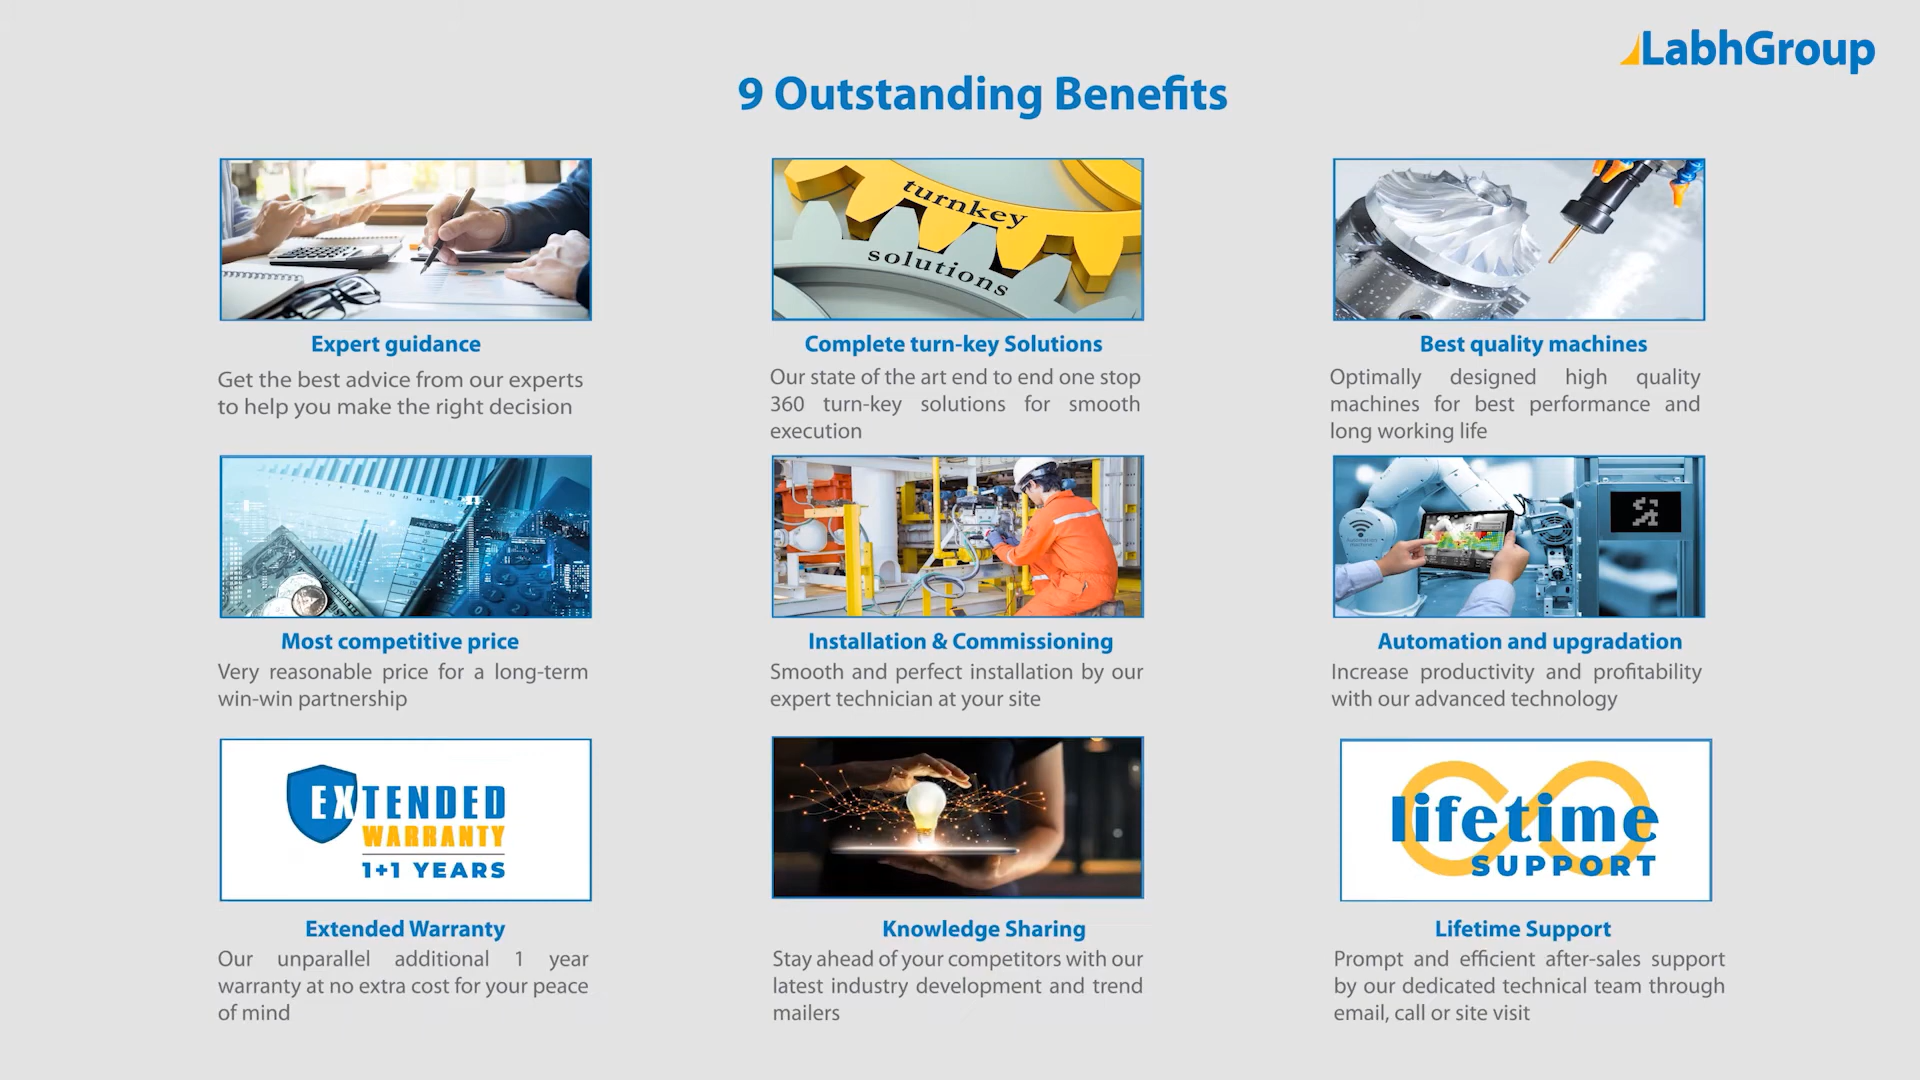 LabhGroup
9 Outstanding Benefits
turnkey
solutions
Expert guidance
Get the best advice from our experts
to help you make the right decision
Complete turn-key Solutions
Our state of the art end to end one stop
360 turn-key solutions for smooth
execution
Best quality machines
Optimally designed high quality
machines for best performance and
long working life
Most competitive price
Very reasonable price for a long-term
win-win partnership
Installation & Commissioning
Smooth and perfect installation by our
expert technician at your site
Automation and upgradation
Increase productivity and profitability
with our advanced technology
EXTENDED
WARRANTY
1+1 YEARS
Extended Warranty
Our unparallel additional 1 year
warranty at no extra cost for your peace
of mind
Knowledge Sharing
Stay ahead of your competitors with our
latest industry development and trend
mailers
lifetime
SUPPORT
Lifetime Support
Prompt and efficient after-sales support
by our dedicated technical team through
email, call or site visit